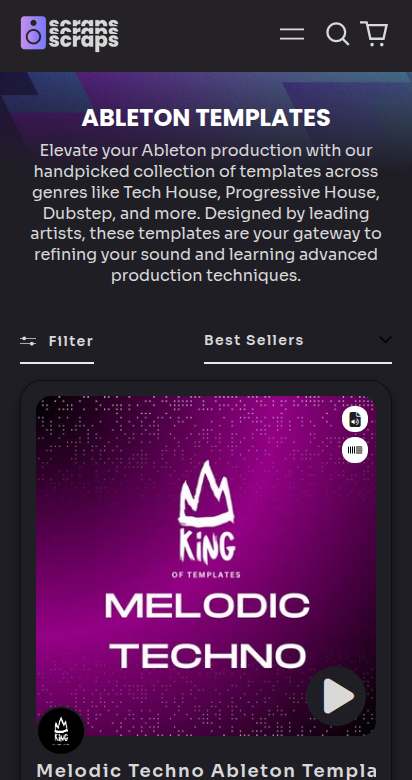 scraps
scraps
ABLETON TEMPLATES
Elevate your Ableton production with our
handpicked collection of templates across
genres like Tech House, Progressive House,
Dubstep, and more. Designed by leading
artists, these templates are your gateway to
refining your sound and learning advanced
production techniques.
Filter
Best Sellers
KING
OF TEMPLATES
MELODIC
TECHNO
Melodic Techno Ableton Templa